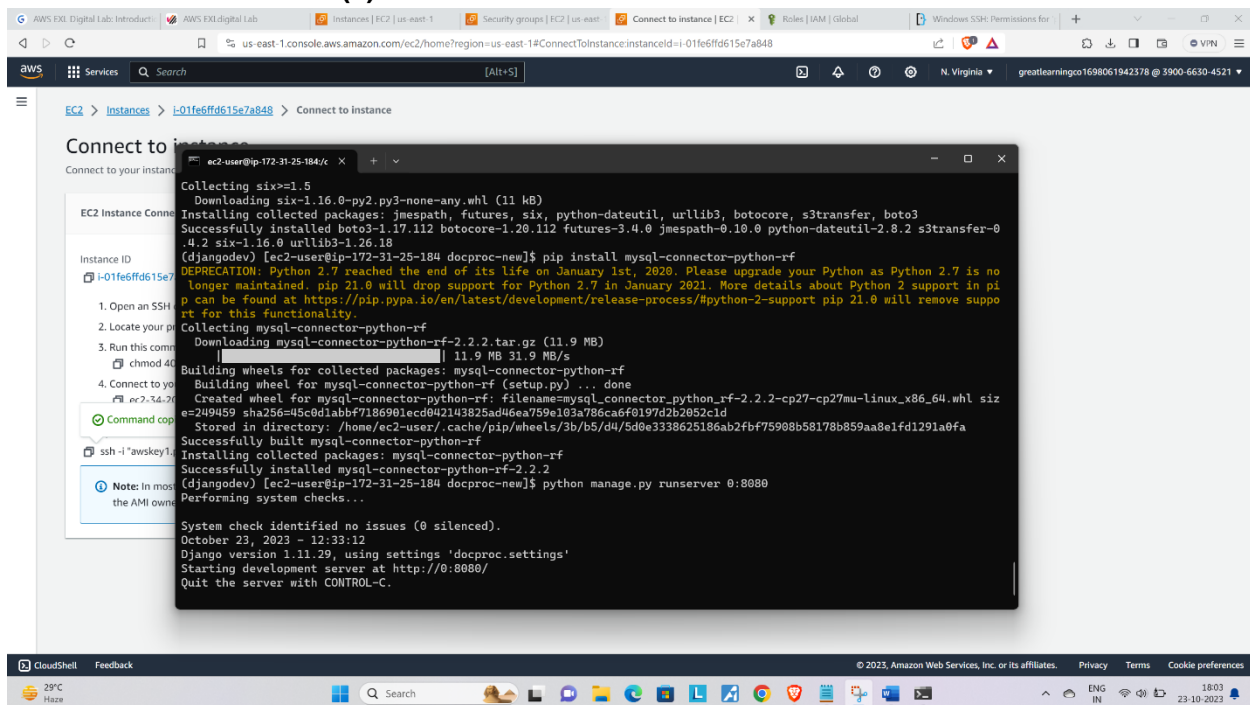 AWS EXL Digital Lab: Introducti
AWS EXLdigital Lab
Instances | EC2 | us-east-1
Security groups | EC2 | us-east-
Connect to instance | EC2 |
Roles | IAM | Global
Windows SSH: Permissions for
us-east-1.console.aws.amazon.com/ec2/home?region=us-east-1#ConnectToInstance:instanceId=i-01fe6ffd615e7a848
VPN
aws
Services
Search
[Alt+S]
N. Virginia
greatlearningco1698061942378 @ 3900-6630-4521
EC2 > Instances > i-01fe6ffd615e7a848 > Connect to instance
Connect to instance
Connect to your instanc
EC2 Instance Conne
Instance ID
i-01fe6ffd615e7
1. Open an SSH
2. Locate your pr
3. Run this comm
chmod 40
4. Connect to yo
ec2-34-20
Command cop
ssh -i "awskey1.p
Note: In most
the AMI owne
ec2-user@ip-172-31-25-184:/c
Collecting six>=1.5
Downloading six-1.16.0-py2.py3-none-any.whl (11 kB)
Installing collected packages: jmespath, futures, six, python-dateutil, urllib3, botocore, s3transfer, boto3
Successfully installed boto3-1.17.112 botocore-1.20.112 futures-3.4.0 jmespath-0.10.0 python-dateutil-2.8.2 s3transfer-0
.4.2 six-1.16.0 urllib3-1.26.18
(djangodev) [ec2-user@ip-172-31-25-184 docproc-new]$ pip install mysql-connector-python-rf
DEPRECATION: Python 2.7 reached the end of its life on January 1st, 2020. Please upgrade your Python as Python 2.7 is no
longer maintained. pip 21.0 will drop support for Python 2.7 in January 2021. More details about Python 2 support in pi
p can be found at https://pip.pypa.io/en/latest/development/release-process/#python-2-support pip 21.0 will remove suppo
rt for this functionality.
Collecting mysql-connector-python-rf
Downloading mysql-connector-python-rf-2.2.2.tar.gz (11.9 MB)
| | 11.9 MB 31.9 MB/s
Building wheels for collected packages: mysql-connector-python-rf
Building wheel for mysql-connector-python-rf (setup.py) ... done
Created wheel for mysql-connector-python-rf: filename=mysql_connector_python_rf-2.2.2-cp27-cp27mu-linux_x86_64.whl siz
e=249459 sha256=45c0d1abbf7186901ecd042143825ad46ea759e103a786ca6f0197d2b2052c1d
Stored in directory: /home/ec2-user/.cache/pip/wheels/3b/b5/d4/5d0e3338625186ab2fbf75908b58178b859aa8e1fd1291a0fa
Successfully built mysql-connector-python-rf
Installing collected packages: mysql-connector-python-rf
Successfully installed mysql-connector-python-rf-2.2.2
(djangodev) [ec2-user@ip-172-31-25-184 docproc-new]$ python manage.py runserver 0:8080
Performing system checks...
System check identified no issues (0 silenced).
October 23, 2023 - 12:33:12
Django version 1.11.29, using settings 'docproc.settings'
Starting development server at http://0:8080/
Quit the server with CONTROL-C.
CloudShell
Feedback
© 2023, Amazon Web Services, Inc. or its affiliates.
Privacy
Terms
Cookie preferences
29°C
Haze
Search
ENG
IN
18:03
23-10-2023